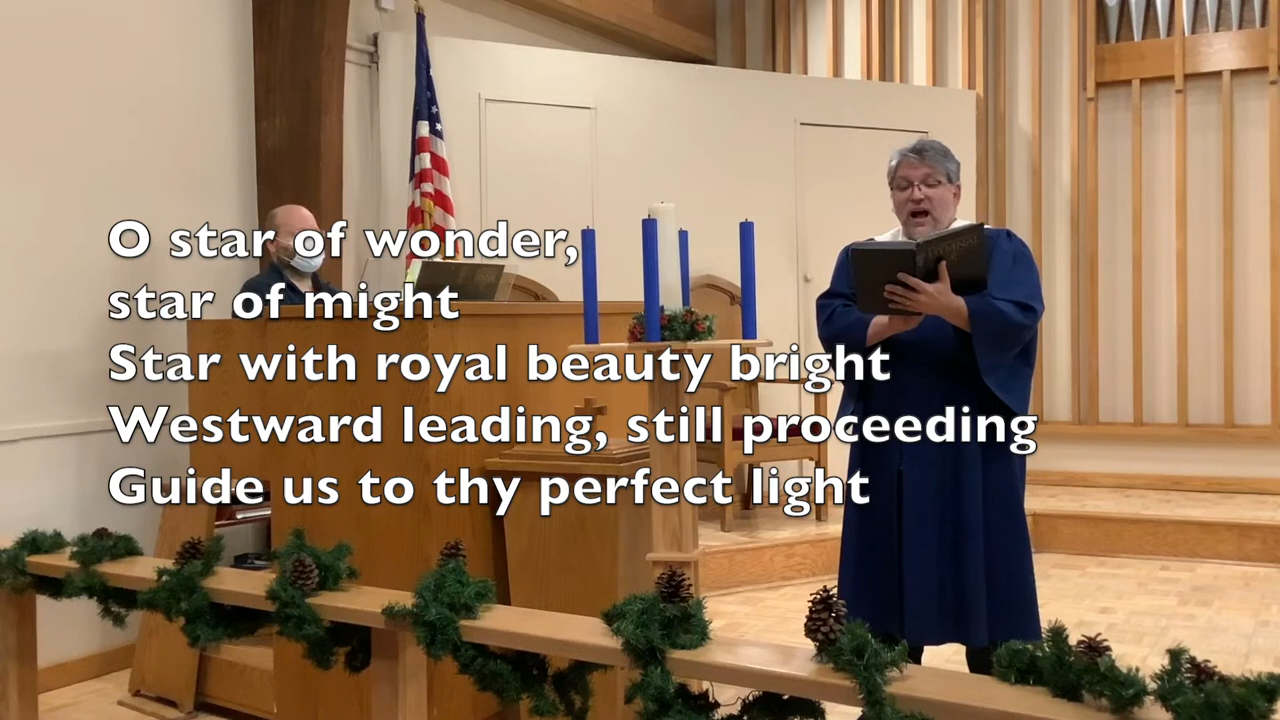 O star of wonder,
star of might
Star with royal beauty bright
Westward leading, still proceeding
Guide us to thy perfect light
HYMNAL